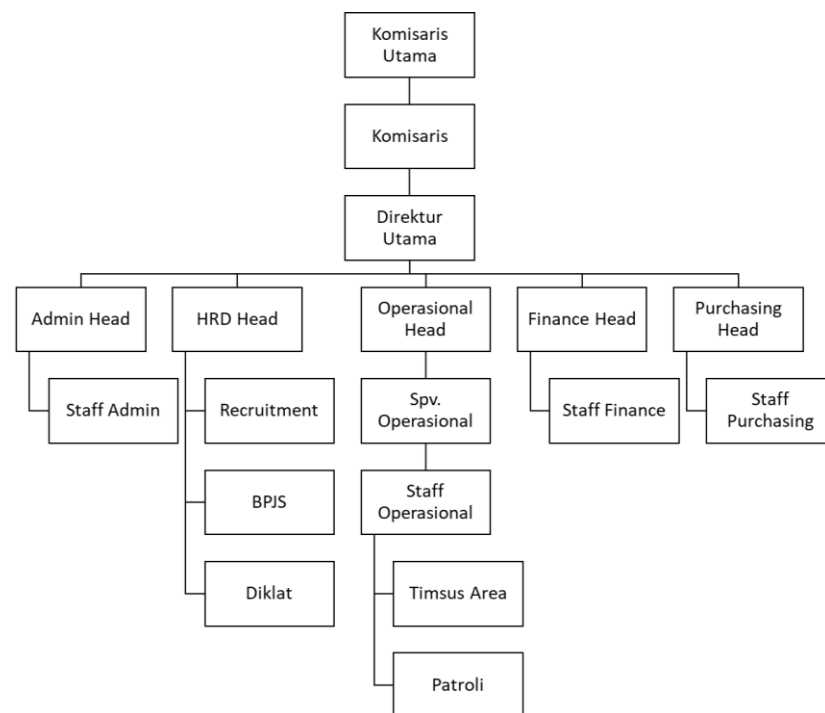 Komisaris
Utama
Komisaris
Direktur
Utama
Admin Head
HRD Head
Operasional
Head
Finance Head
Purchasing
Head
Staff Admin
Recruitment
Spv.
Operasional
Staff Finance
Staff
Purchasing
BPJS
Staff
Operasional
Diklat
Timsus Area
Patroli